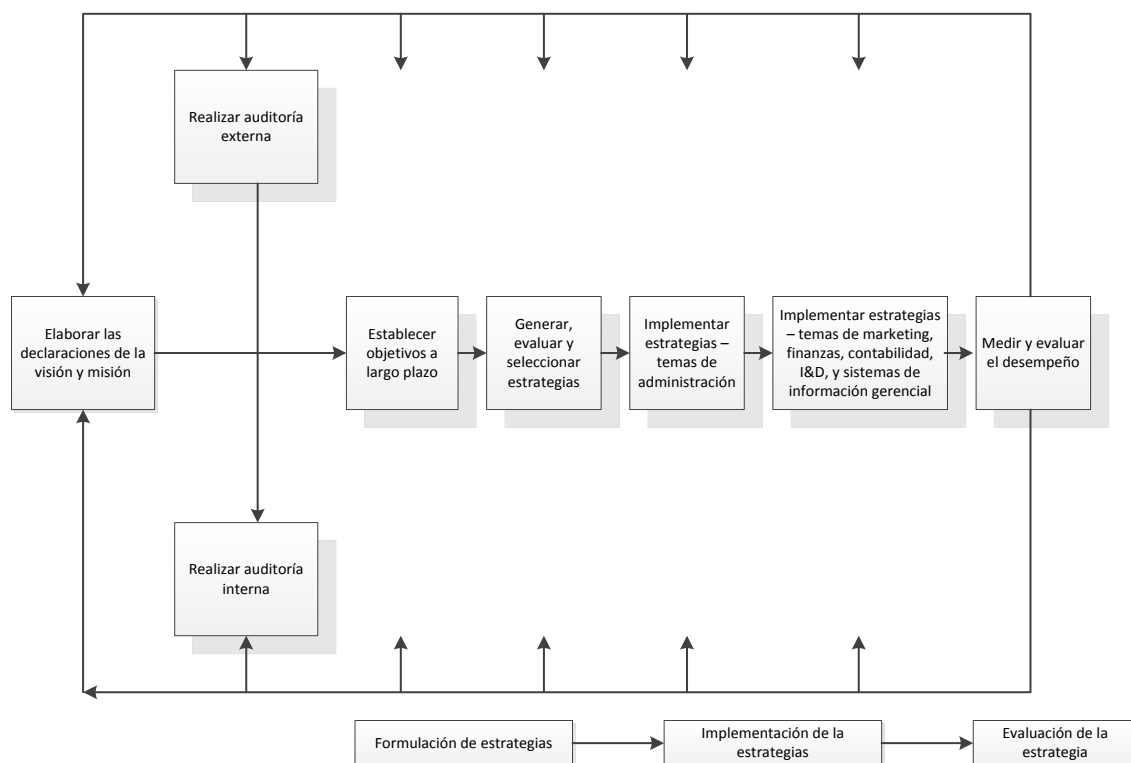 Realizar auditoría
externa
Elaborar las
declaraciones de la
visión y misión
Establecer
objetivos a
largo plazo
Generar,
evaluar y
seleccionar
estrategias
Implementar
estrategias –
temas de
administración
Implementar estrategias
– temas de marketing,
finanzas, contabilidad,
I&D, y sistemas de
información gerencial
Medir y evaluar
el desempeño
Realizar auditoría
interna
Formulación de estrategias
Implementación de la
estrategias
Evaluación de la
estrategia